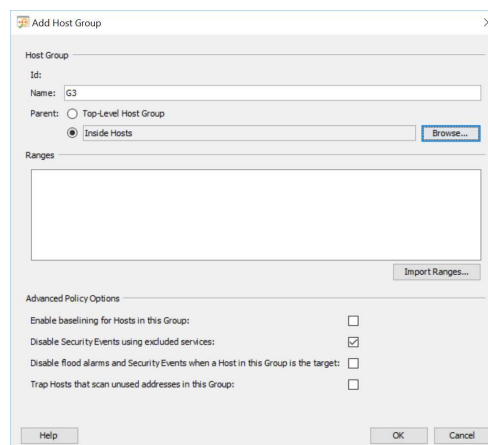 Add Host Group
Host Group
Id:
Name: G3
Parent: Top-Level Host Group
Inside Hosts Browse...
Ranges
Import Ranges...
Advanced Policy Options
Enable baselining for Hosts in this Group:
Disable Security Events using excluded services:
Disable flood alarms and Security Events when a Host in this Group is the target:
Trap Hosts that scan unused addresses in this Group:
Help OK Cancel